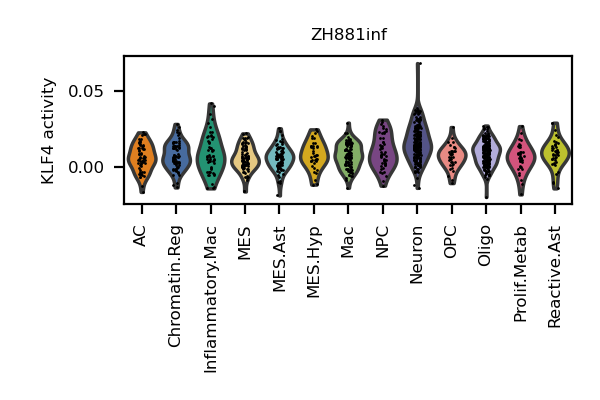 ZH881inf
KLF4 activity
0.05
0.00
AC
Chromatin.Reg
Inflammatory.Mac
MES
MES.Ast
MES.Hyp
Mac
NPC
Neuron
OPC
Oligo
Prolif.Metab
Reactive.Ast